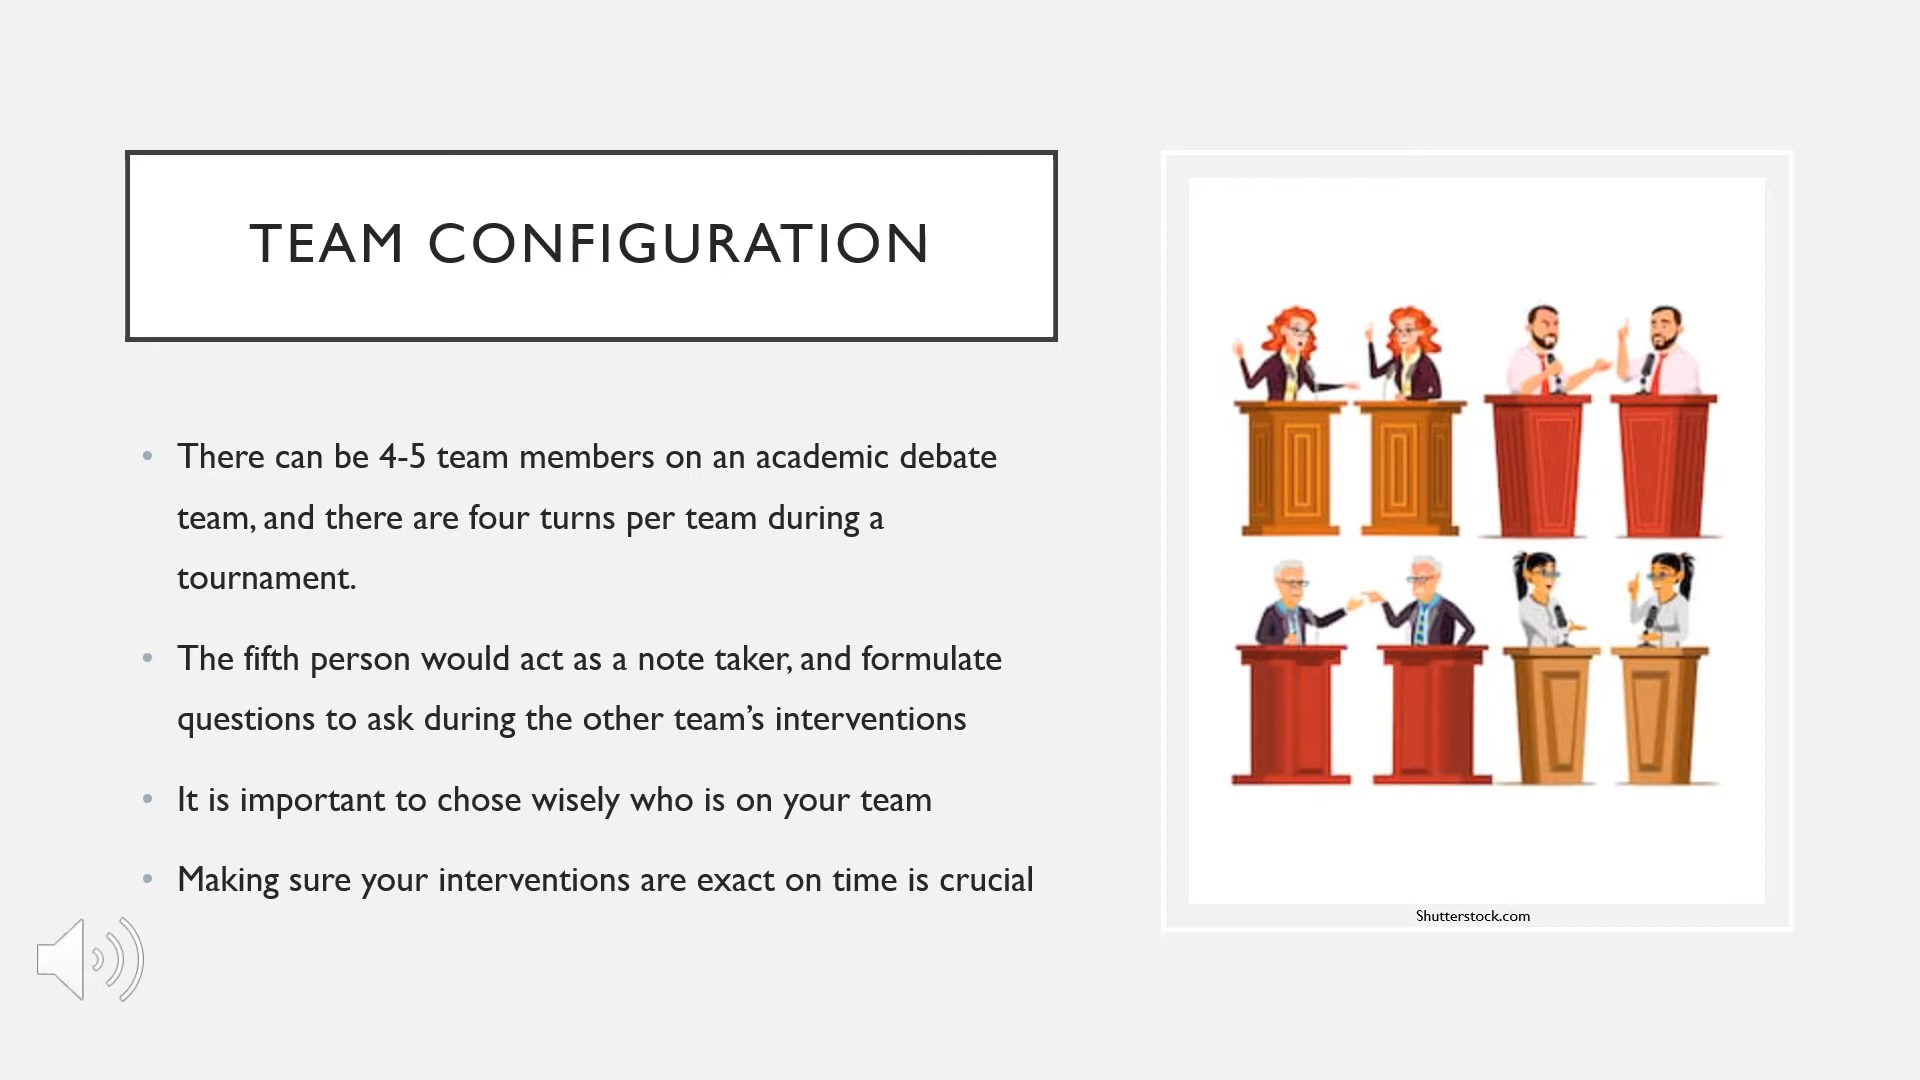 TEAM CONFIGURATION
• There can be 4-5 team members on an academic debate
team, and there are four turns per team during a
tournament.
• The fifth person would act as a note taker, and formulate
questions to ask during the other team’s interventions
• It is important to chose wisely who is on your team
• Making sure your interventions are exact on time is crucial
Shutterstock.com